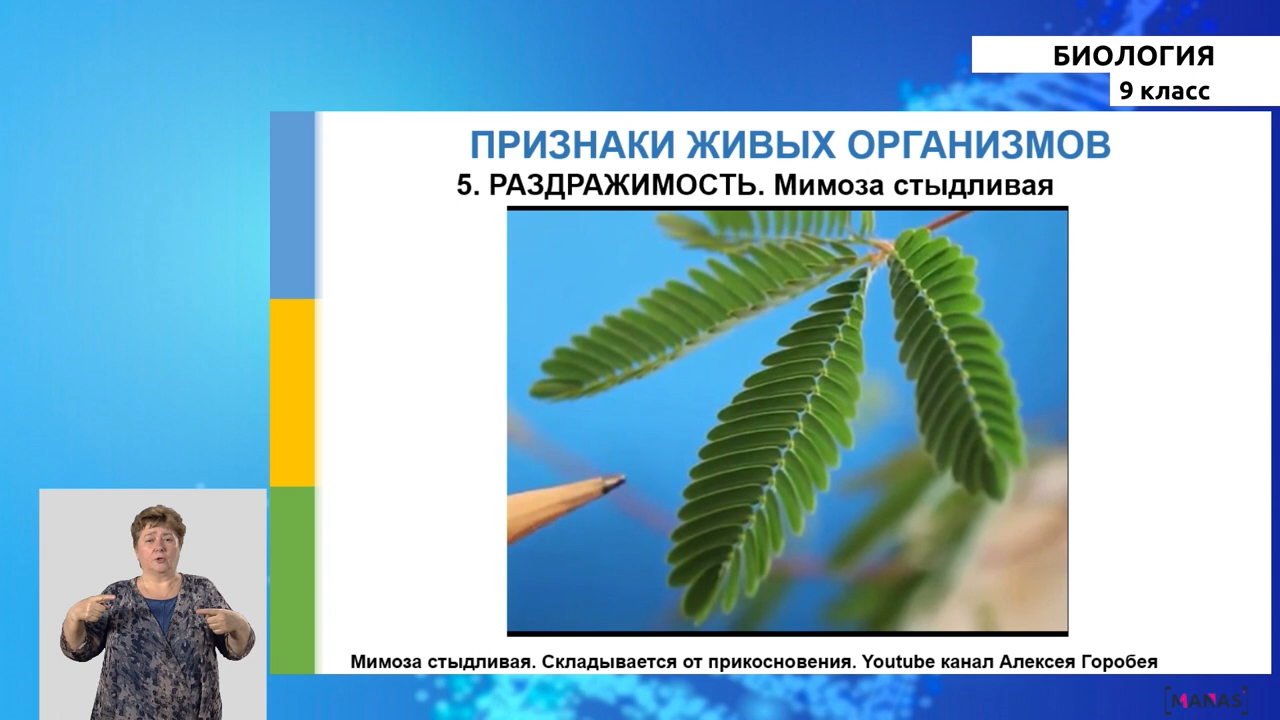 БИОЛОГИЯ
9 класс
ПРИЗНАКИ ЖИВЫХ ОРГАНИЗМОВ
5. РАЗДРАЖИМОСТЬ. Мимоза стыдливая
Мимоза стыдливая. Складывается от прикосновения. Youtube канал Алексея Горобея
MANAS